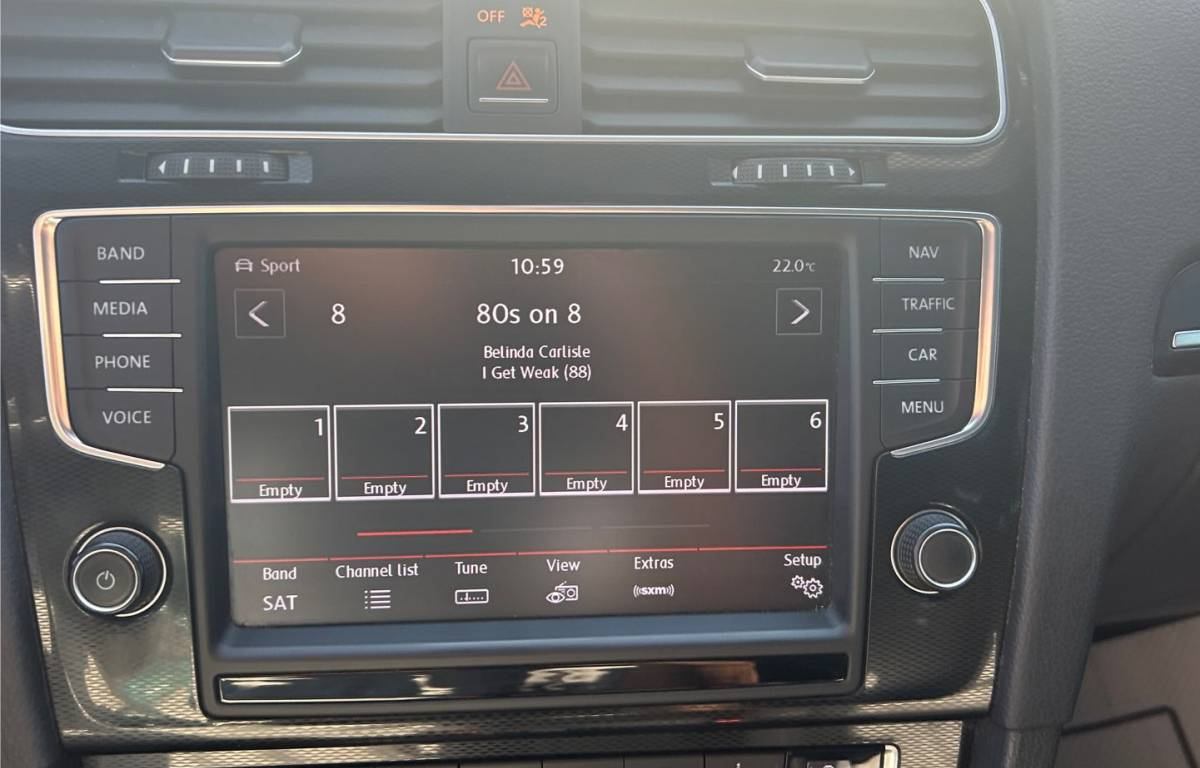 OFF 2
BAND
MEDIA
PHONE
VOICE
Sport 10:59 22.0°C
8 80s on 8
Belinda Carlisle
I Get Weak (88)
1 2 3 4 5 6
Empty Empty Empty Empty Empty Empty
Band Channel list Tune View Extras Setup
SAT ((sxm))
NAV
TRAFFIC
CAR
MENU